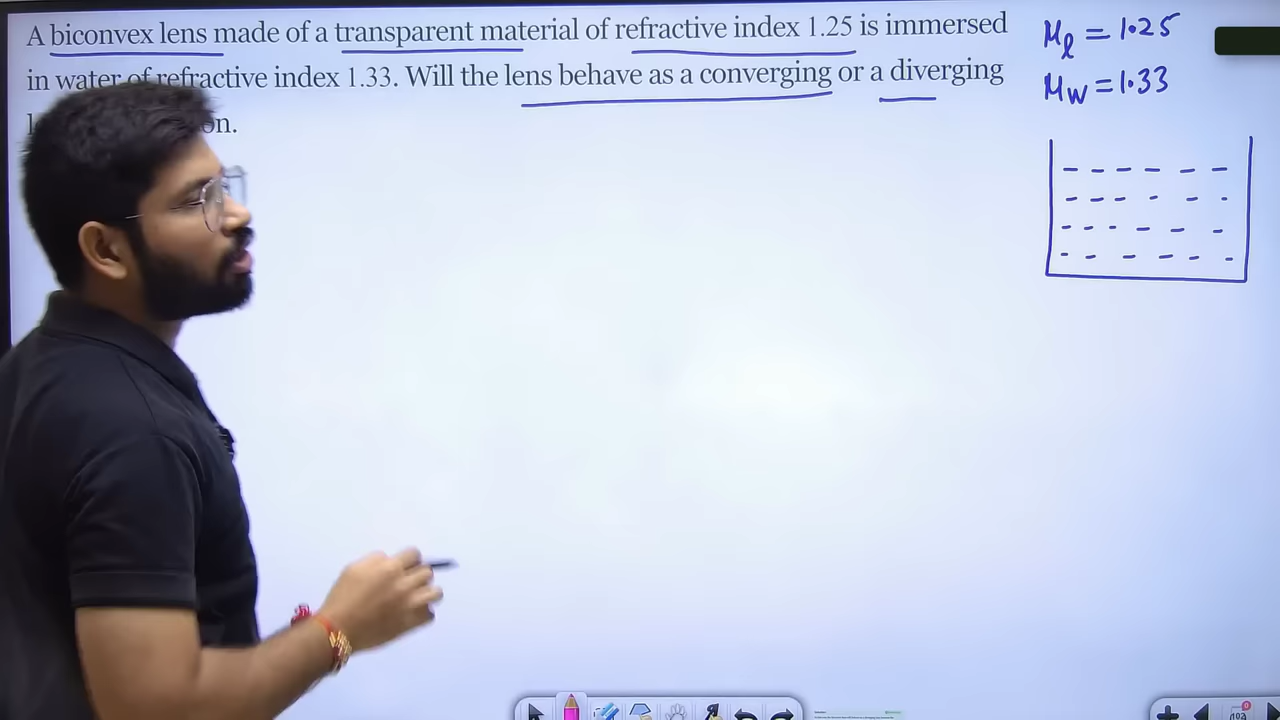 A biconvex lens made of a transparent material of refractive index 1.25 is immersed
in water of refractive index 1.33. Will the lens behave as a converging or a diverging
on.
μl = 1.25
μw = 1.33